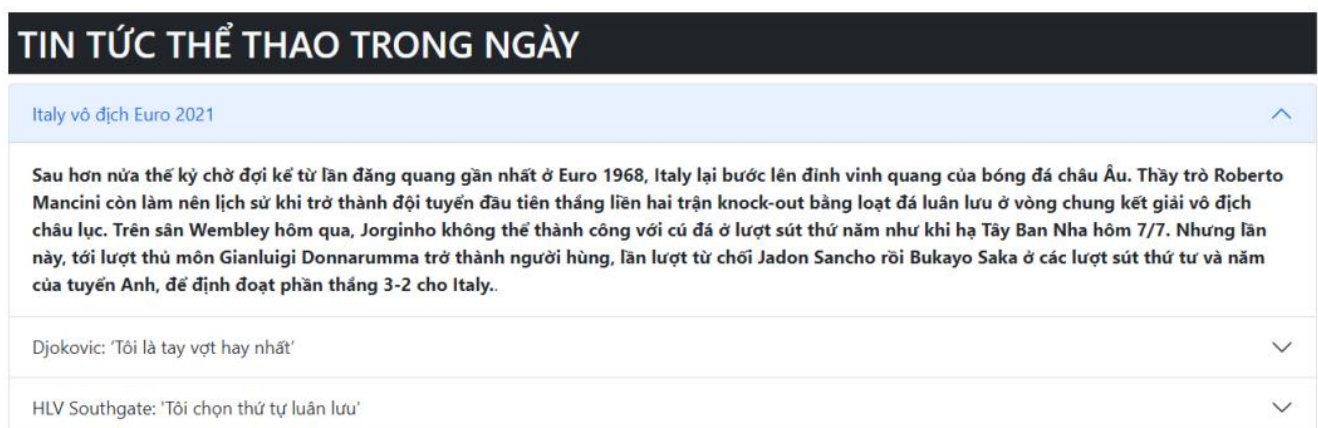 TIN TỨC THỂ THAO TRONG NGÀY
Italy vô địch Euro 2021
Sau hơn nửa thế kỷ chờ đợi kể từ lần đăng quang gần nhất ở Euro 1968, Italy lại bước lên đỉnh vinh quang của bóng đá châu Âu. Thầy trò Roberto
Mancini còn làm nên lịch sử khi trở thành đội tuyển đầu tiên thắng liền hai trận knock-out bằng loạt đá luân lưu ở vòng chung kết giải vô địch
châu lục. Trên sân Wembley hôm qua, Jorginho không thể thành công với cú đá ở lượt sút thứ năm như khi hạ Tây Ban Nha hôm 7/7. Nhưng lần
này, tới lượt thủ môn Gianluigi Donnarumma trở thành người hùng, lần lượt từ chối Jadon Sancho rồi Bukayo Saka ở các lượt sút thứ tư và năm
của tuyển Anh, để định đoạt phần thắng 3-2 cho Italy..
Djokovic: 'Tôi là tay vợt hay nhất'
HLV Southgate: 'Tôi chọn thứ tự luân lưu'